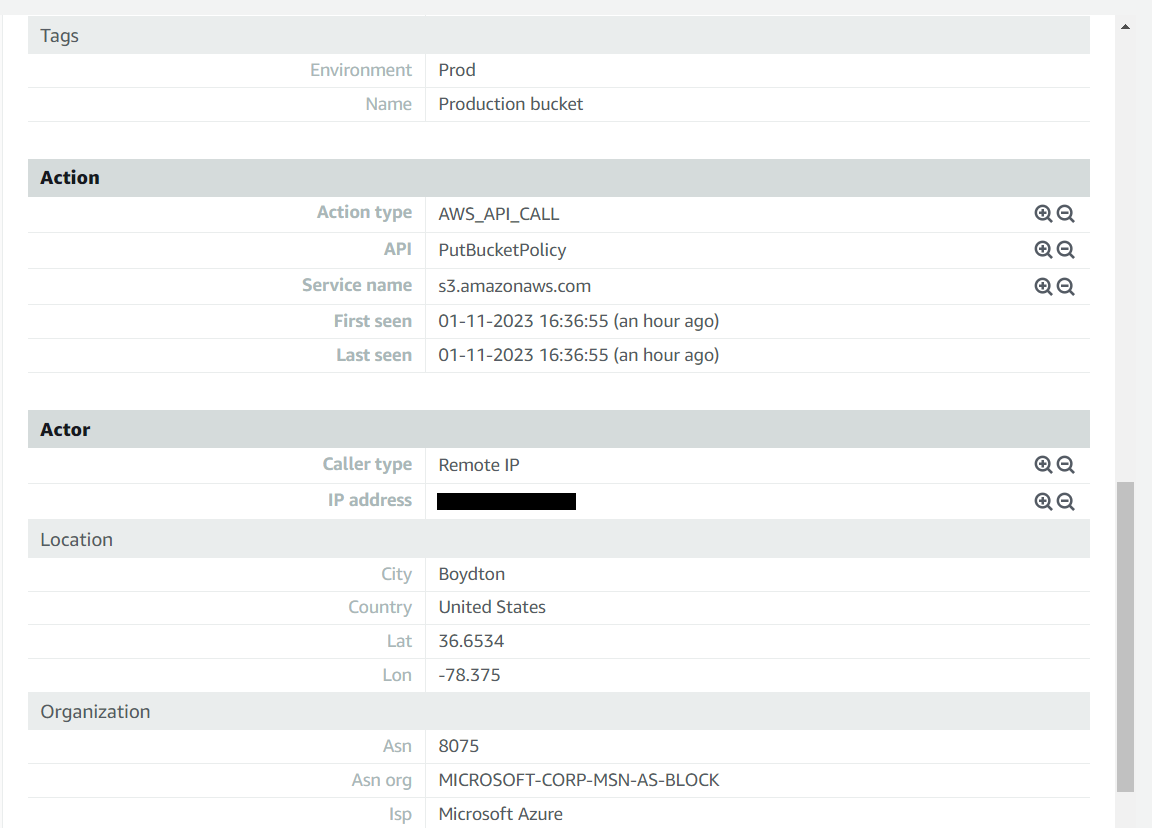 Tags
Environment Prod
Name Production bucket
Action
Action type AWS_API_CALL
API PutBucketPolicy
Service name s3.amazonaws.com
First seen 01-11-2023 16:36:55 (an hour ago)
Last seen 01-11-2023 16:36:55 (an hour ago)
Actor
Caller type Remote IP
IP address
Location
City Boydton
Country United States
Lat 36.6534
Lon -78.375
Organization
Asn 8075
Asn org MICROSOFT-CORP-MSN-AS-BLOCK
Isp Microsoft Azure